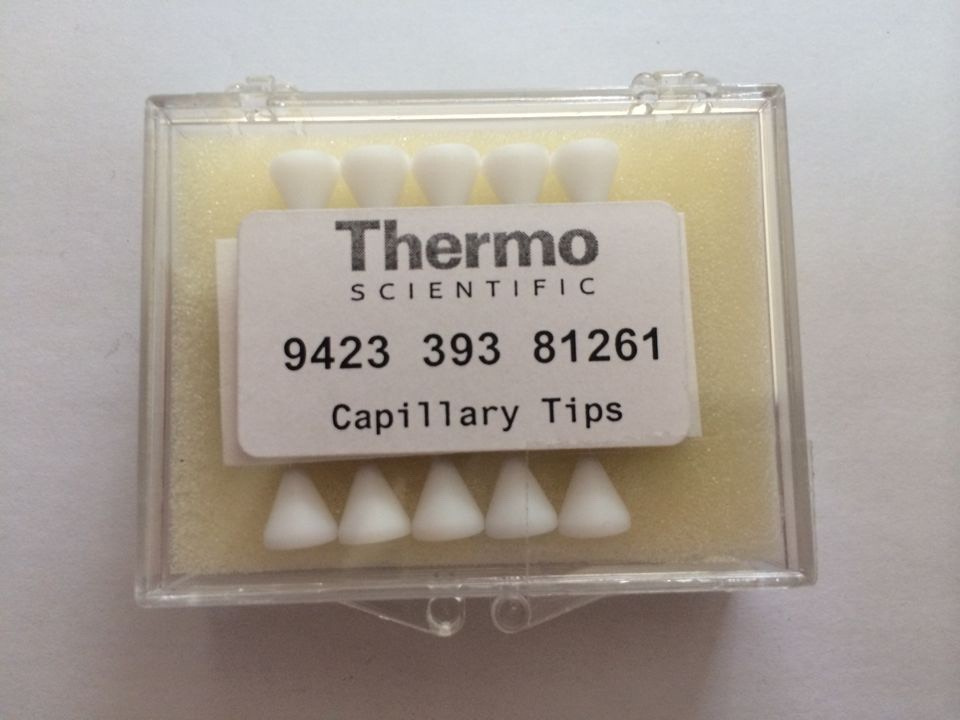 Thermo
SCIENTIFIC
9423 393 81261
Capillary Tips